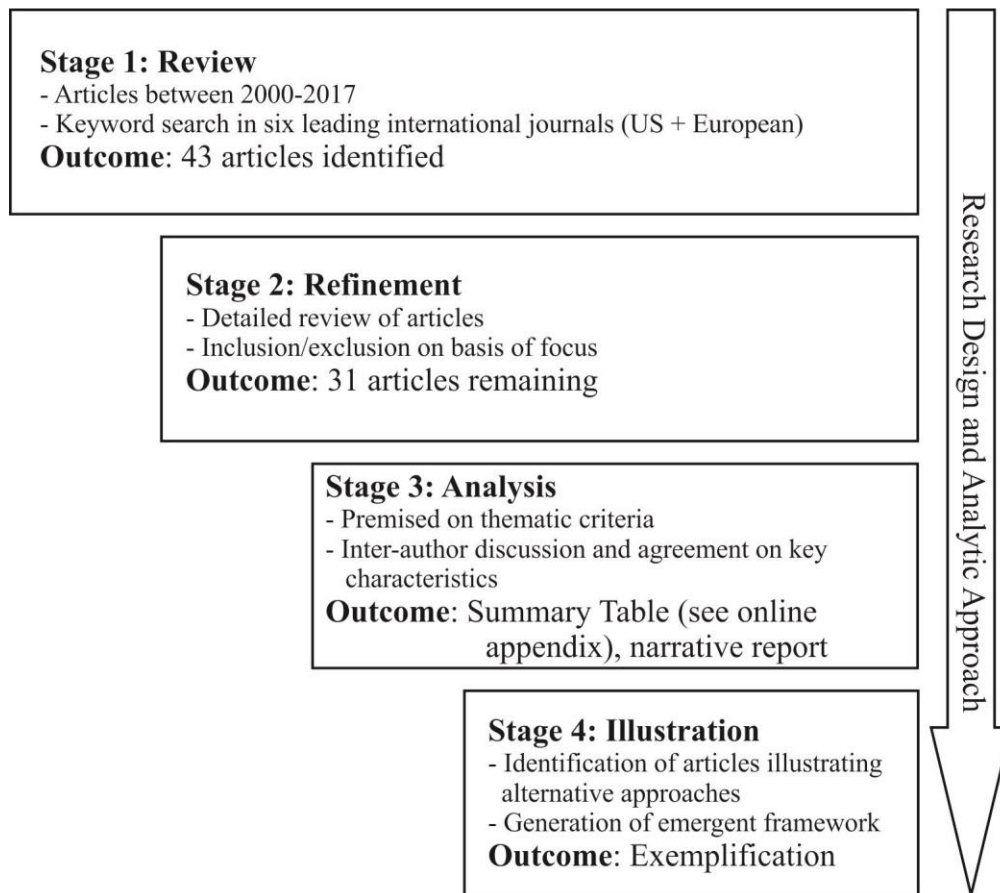 Stage 1: Review
- Articles between 2000-2017
- Keyword search in six leading international journals (US + European)
Outcome: 43 articles identified
Stage 2: Refinement
- Detailed review of articles
- Inclusion/exclusion on basis of focus
Outcome: 31 articles remaining
Stage 3: Analysis
- Premised on thematic criteria
- Inter-author discussion and agreement on key
characteristics
Outcome: Summary Table (see online
appendix), narrative report
Stage 4: Illustration
- Identification of articles illustrating
alternative approaches
- Generation of emergent framework
Outcome: Exemplification
Research Design and Analytic Approach